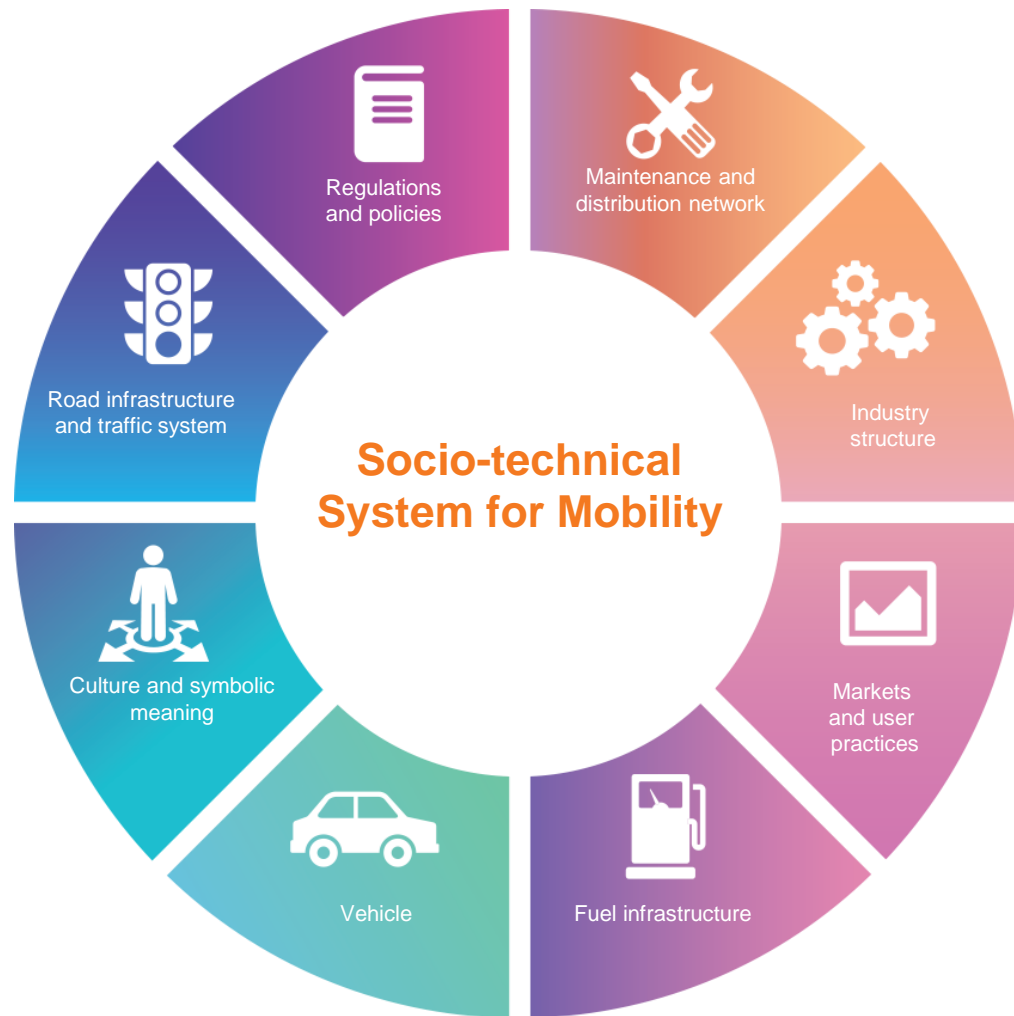 Regulations
and policies
Maintenance and
distribution network
Road infrastructure
and traffic system
Industry
structure
Socio-technical
System for Mobility
Culture and symbolic
meaning
Markets
and user
practices
Vehicle
Fuel infrastructure